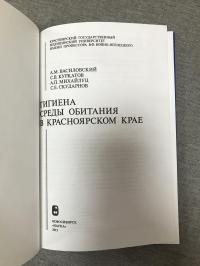 КРАСНОЯРСКИЙ ГОСУДАРСТВЕННЫЙ
МЕДИЦИНСКИЙ УНИВЕРСИТЕТ
ИМЕНИ ПРОФЕССОРА В.Ф. ВОЙНО-ЯСЕНЕЦКОГО
А.М. ВАСИЛОВСКИЙ
С.В. КУРКАТОВ
А.П. МИХАЙЛУЦ
С.Е. СКУДАРНОВ
ГИГИЕНА
СРЕДЫ ОБИТАНИЯ
В КРАСНОЯРСКОМ КРАЕ
НОВОСИБИРСК
«НАУКА»